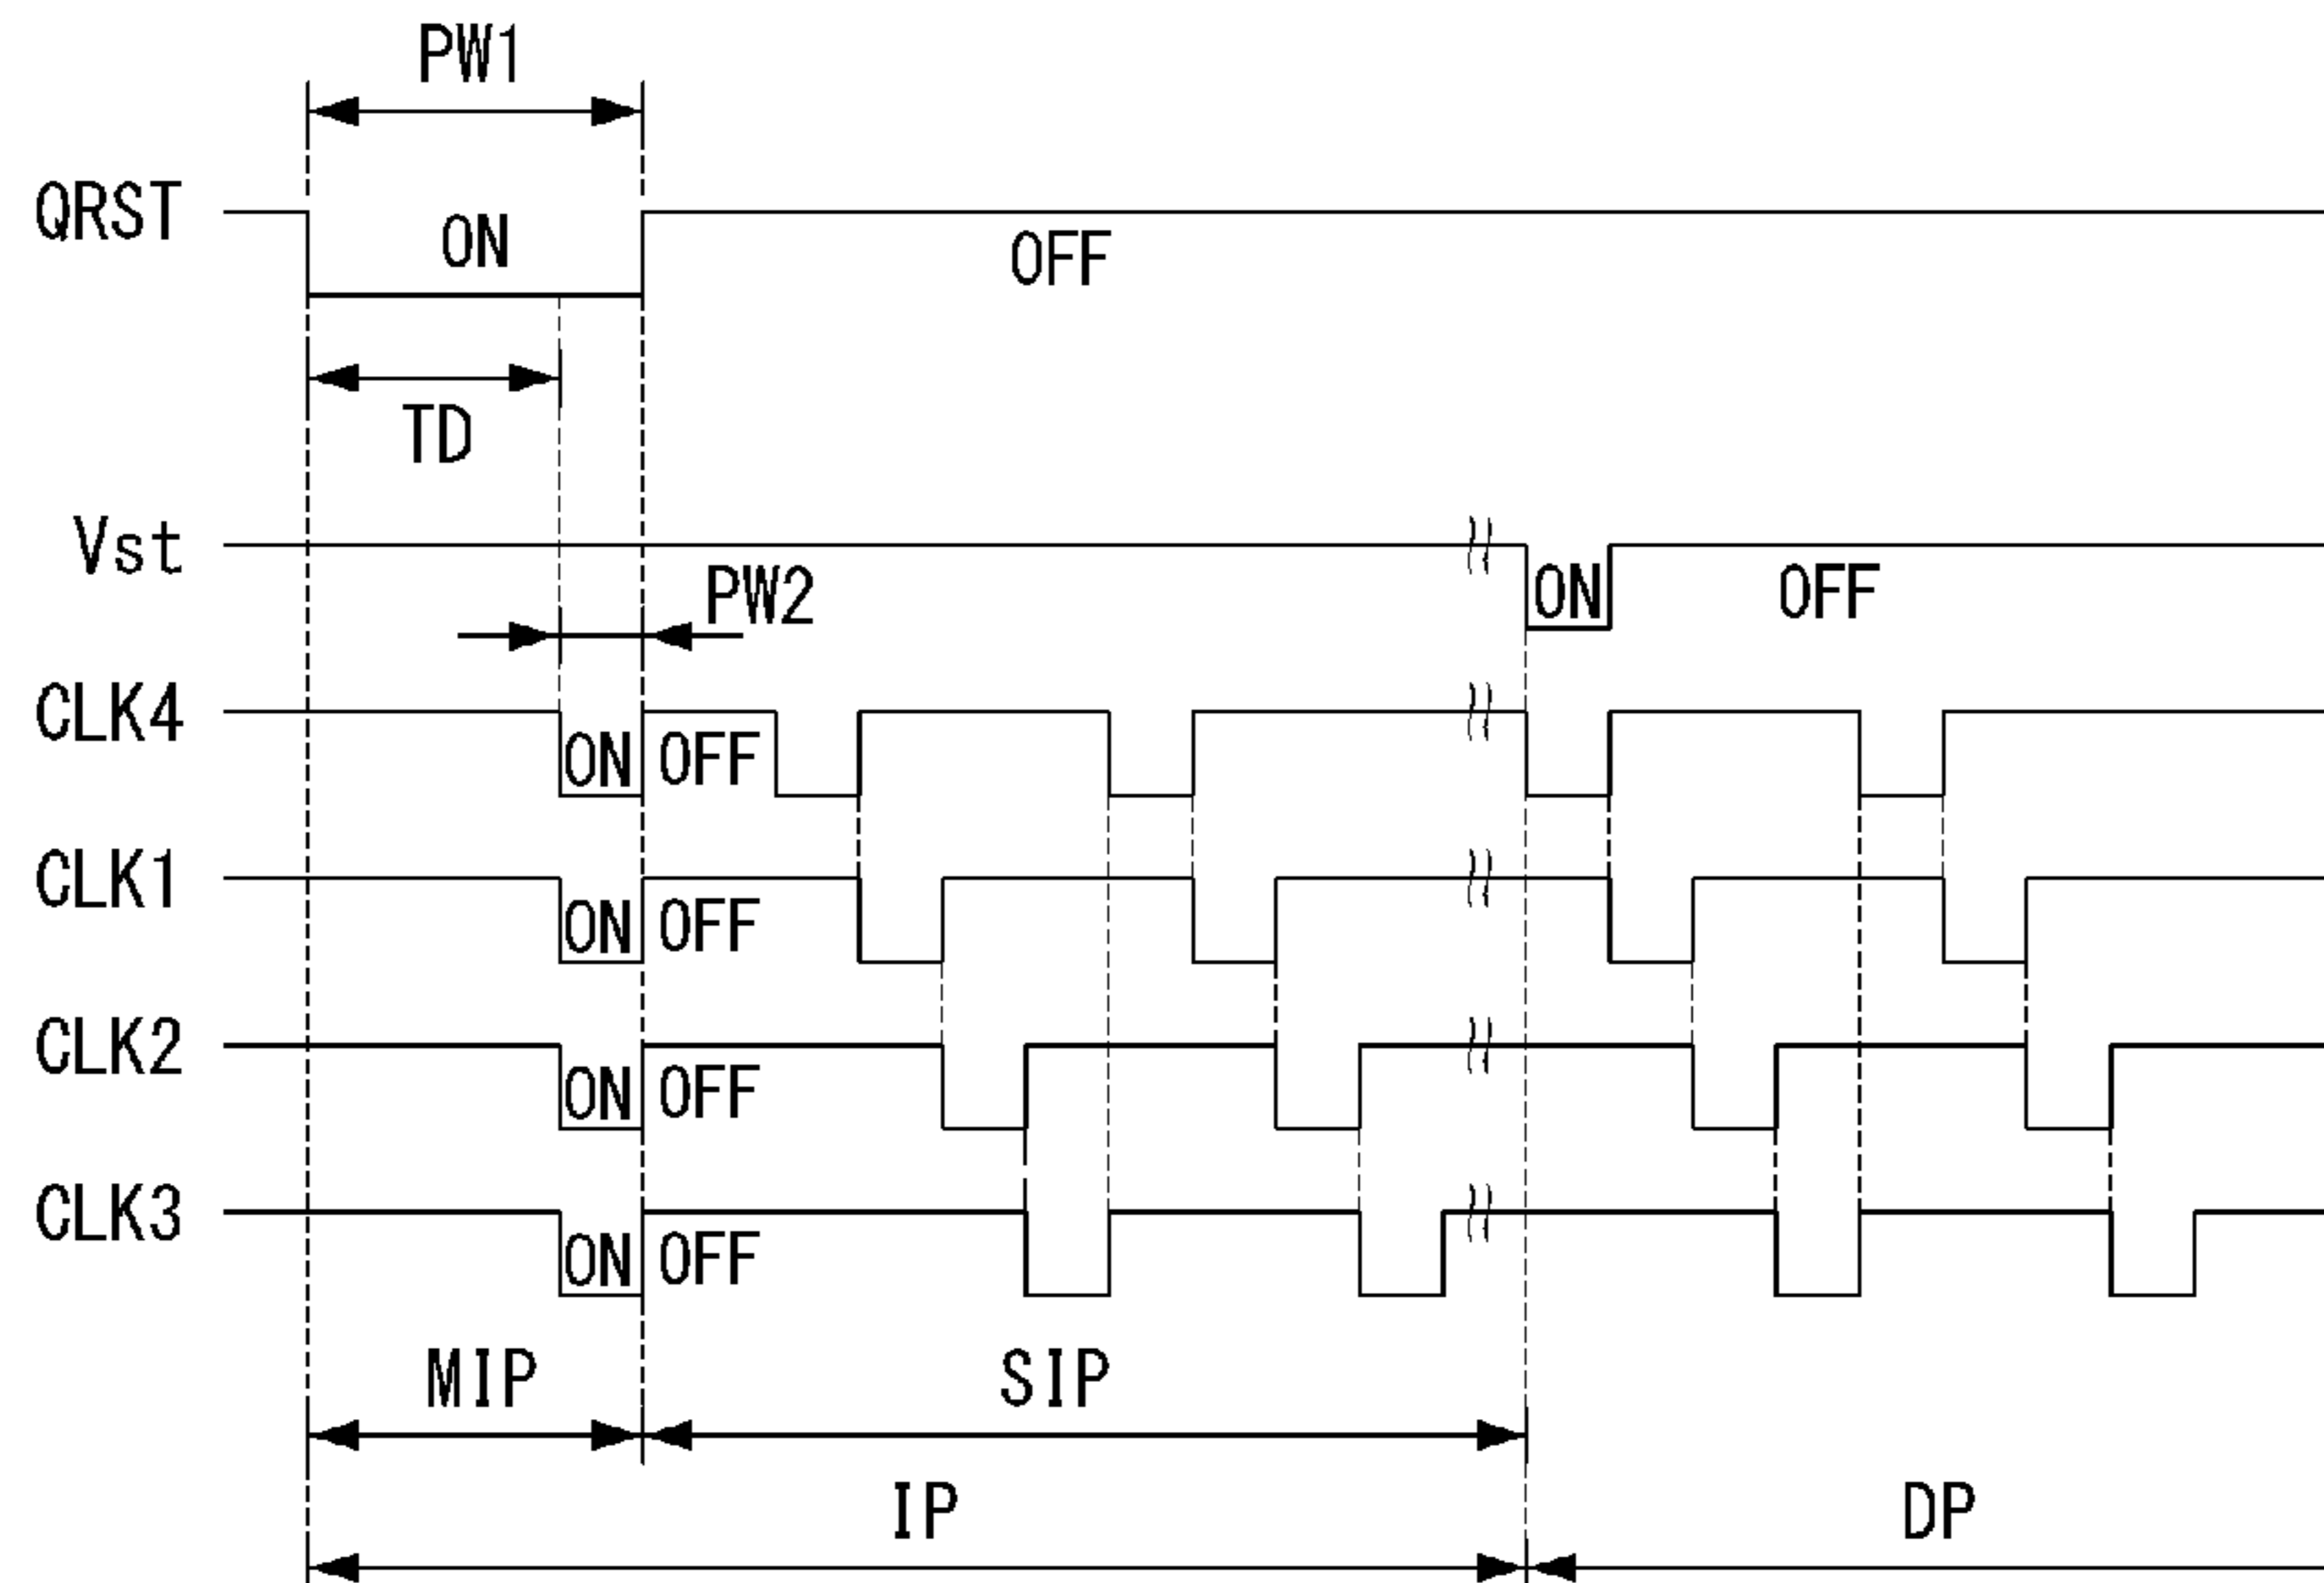 PW1
QRST ON OFF
TD
Vst ON OFF
PW2
CLK4 ON OFF
CLK1 ON OFF
CLK2 ON OFF
CLK3 ON OFF
MIP SIP
IP DP